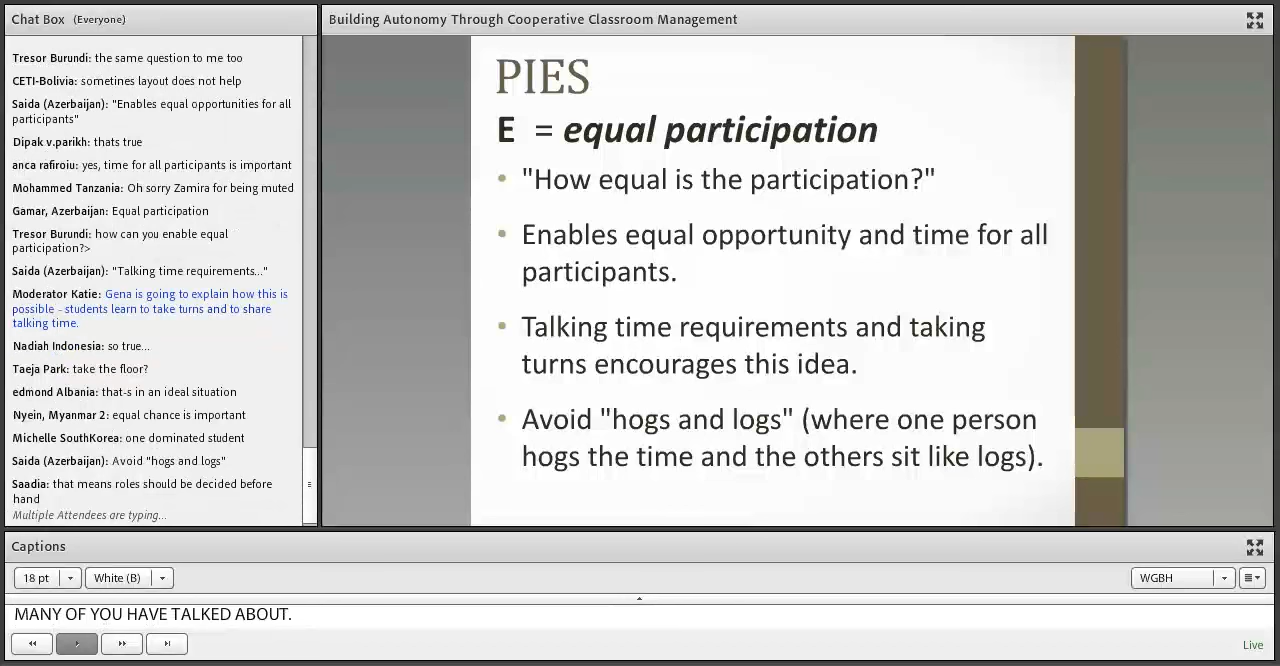 Chat Box (Everyone)
Tresor Burundi: the same question to me too
CETI-Bolivia: sometines layout does not help
Saida (Azerbaijan): "Enables equal opportunities for all
participants"
Dipak v.parikh: thats true
anca rafiroiu: yes, time for all participants is important
Mohammed Tanzania: Oh sorry Zamira for being muted
Gamar, Azerbaijan: Equal participation
Tresor Burundi: how can you enable equal
participation?>
Saida (Azerbaijan): "Talking time requirements..."
Moderator Katie: Gena is going to explain how this is
possible - students learn to take turns and to share
talking time.
Nadiah Indonesia: so true...
Taeja Park: take the floor?
edmond Albania: that-s in an ideal situation
Nyein, Myanmar 2: equal chance is important
Michelle SouthKorea: one dominated student
Saida (Azerbaijan): Avoid "hogs and logs"
Saadia: that means roles should be decided before
hand
Multiple Attendees are typing...
Building Autonomy Through Cooperative Classroom Management
PIES
E = equal participation
• "How equal is the participation?"
• Enables equal opportunity and time for all
participants.
• Talking time requirements and taking
turns encourages this idea.
• Avoid "hogs and logs" (where one person
hogs the time and the others sit like logs).
Captions
18 pt
White (B)
WGBH
MANY OF YOU HAVE TALKED ABOUT.
Live